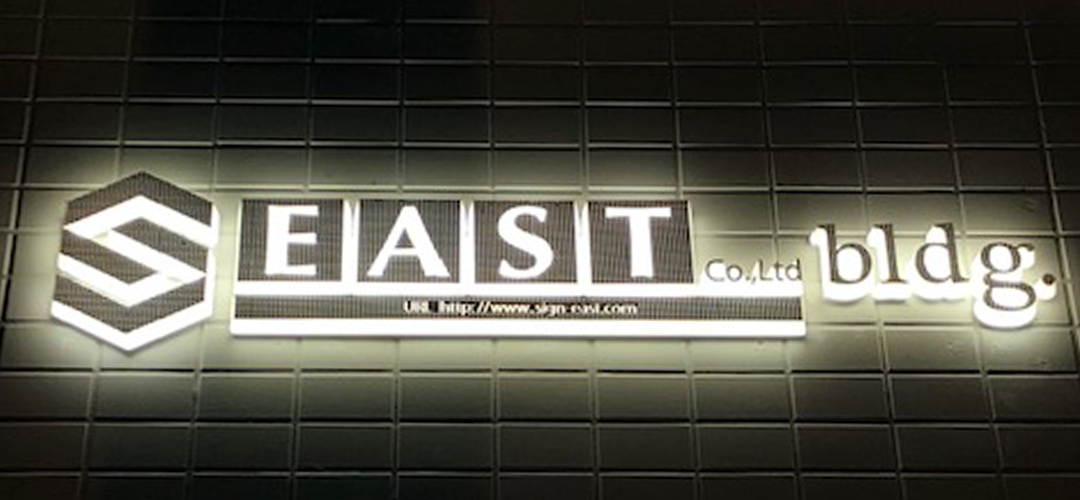 EAST Co.,Ltd bldg.
URL http://www.sign-east.com